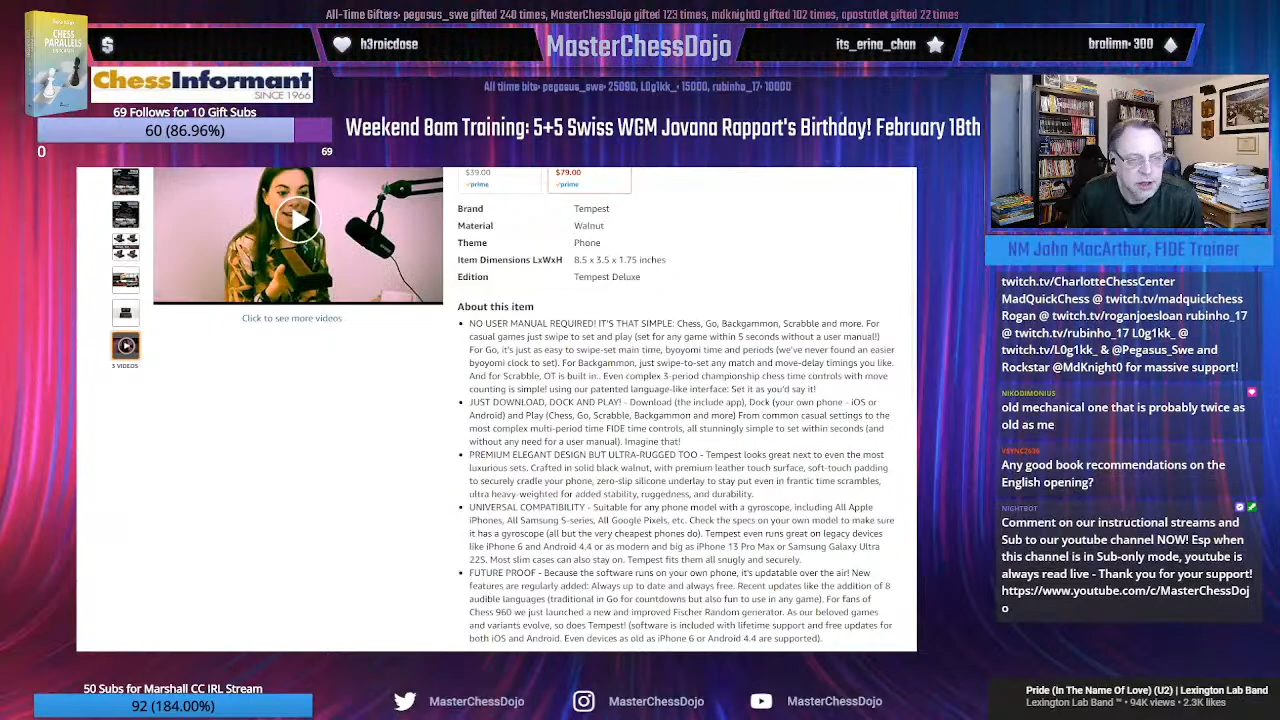 All-Time Gifters• pegasus_swe gifted 240 times, MasterChessDojo gifted 123 times, mdknight0 gifted 102 times, apostatlet gifted 22 times
CHESS
PARALLELS
$
h3roicdose
MasterChessDojo
its_erina_chan
brolimn• 300
ChessInformant
SINCE 1966
All time bits• pegasus_swe• 25090, L0g1kk_• 15000, rubinho_17• 10000
69 Follows for 10 Gift Subs
60 (86.96%)
0
69
Weekend 8am Training: 5+5 Swiss WGM Jovana Rapport's Birthday! February 18th
$39.00
prime
$79.00
prime
Brand Tempest
Material Walnut
Theme Phone
Item Dimensions LxWxH 8.5 x 3.5 x 1.75 inches
Edition Tempest Deluxe
Click to see more videos
3 VIDEOS
About this item
• NO USER MANUAL REQUIRED! IT'S THAT SIMPLE: Chess, Go, Backgammon, Scrabble and more. For
casual games just swipe to set and play (set for any game within 5 seconds without a user manual!)
For Go, it's just as easy to swipe-set main time, byoyomi time and periods (we've never found an easier
byoyomi clock to set). For Backgammon, just swipe-to-set any match and move-delay timings you like.
And for Scrabble, OT is built in.. Even complex 3-period championship chess time controls with move
counting is simple! using our patented language-like interface: Set it as you'd say it!
• JUST DOWNLOAD, DOCK AND PLAY! - Download (the include app), Dock (your own phone - iOS or
Android) and Play (Chess, Go, Scrabble, Backgammon and more) From common casual settings to the
most complex multi-period time FIDE time controls, all stunningly simple to set within seconds (and
without any need for a user manual). Imagine that!
• PREMIUM ELEGANT DESIGN BUT ULTRA-RUGGED TOO - Tempest looks great next to even the most
luxurious sets. Crafted in solid black walnut, with premium leather touch surface, soft-touch padding
to securely cradle your phone, zero-slip silicone underlay to stay put even in frantic time scrambles,
ultra heavy-weighted for added stability, ruggedness, and durability.
• UNIVERSAL COMPATIBILITY - Suitable for any phone model with a gyroscope, including All Apple
iPhones, All Samsung S-series, All Google Pixels, etc. Check the specs on your own model to make sure
it has a gyroscope (all but the very cheapest phones do). Tempest even runs great on legacy devices
like iPhone 6 and Android 4.4 or as modern and big as iPhone 13 Pro Max or Samsung Galaxy Ultra
22S. Most slim cases can also stay on. Tempest fits them all snugly and securely.
• FUTURE PROOF - Because the software runs on your own phone, it's updatable over the air! New
features are regularly added: Always up to date and always free. Recent updates like the addition of 8
audible languages (traditional in Go for countdowns but also fun to use in any game). For fans of
Chess 960 we just launched a new and improved Fischer Random generator. As our beloved games
and variants evolve, so does Tempest! (software is included with lifetime support and free updates for
both iOS and Android. Even devices as old as iPhone 6 or Android 4.4 are supported).
NM John MacArthur, FIDE Trainer
twitch.tv/CharlotteChessCenter
MadQuickChess @ twitch.tv/madquickchess
Rogan @ twitch.tv/roganjoesloan rubinho_17
@ twitch.tv/rubinho_17 L0g1kk_ @
twitch.tv/L0g1kk_ & @Pegasus_Swe and
Rockstar @MdKnight0 for massive support!
NIKODIMONIUS
old mechanical one that is probably twice as
old as me
VSYNC2636
Any good book recommendations on the
English opening?
NIGHTBOT
Comment on our instructional streams and
Sub to our youtube channel NOW! Esp when
this channel is in Sub-only mode, youtube is
always read live - Thank you for your support!
https://www.youtube.com/c/MasterChessDoj
o
50 Subs for Marshall CC IRL Stream
92 (184.00%)
MasterChessDojo
MasterChessDojo
MasterChessDojo
Pride (In The Name Of Love) (U2) | Lexington Lab Band
Lexington Lab Band ™ • 94K views • 2.3K likes